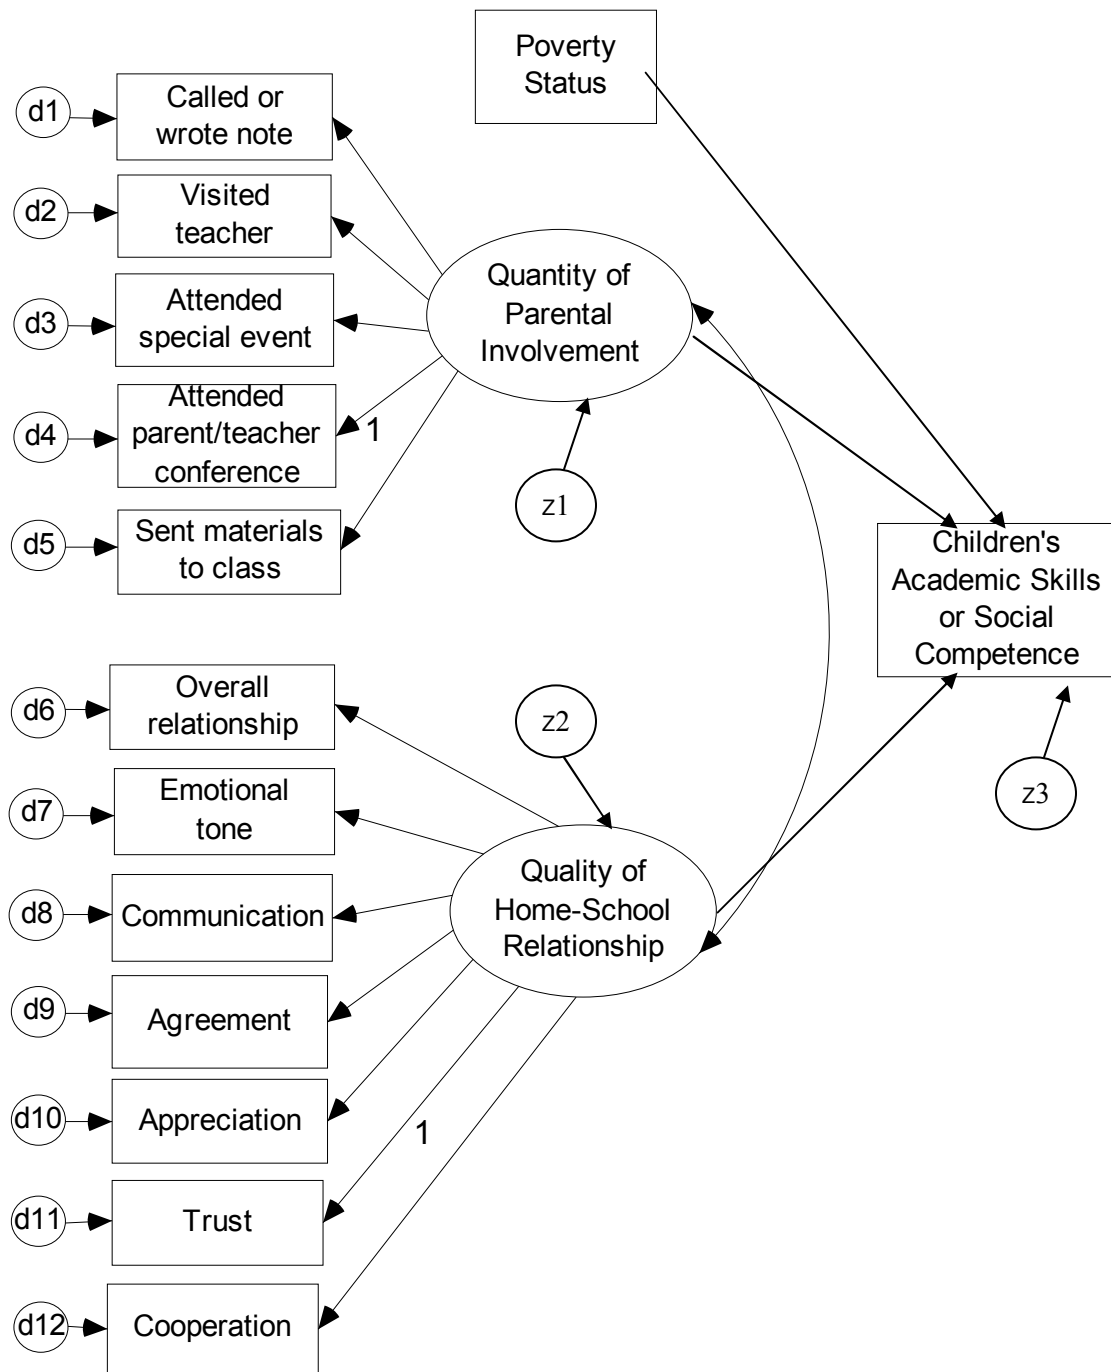 Poverty
Status
d1
Called or
wrote note
d2
Visited
teacher
d3
Attended
special event
d4
Attended
parent/teacher
conference
1
d5
Sent materials
to class
Quantity of
Parental
Involvement
z1
Children's
Academic Skills
or Social
Competence
z3
d6
Overall
relationship
d7
Emotional
tone
d8
Communication
d9
Agreement
d10
Appreciation
d11
Trust
d12
Cooperation
z2
Quality of
Home-School
Relationship
1